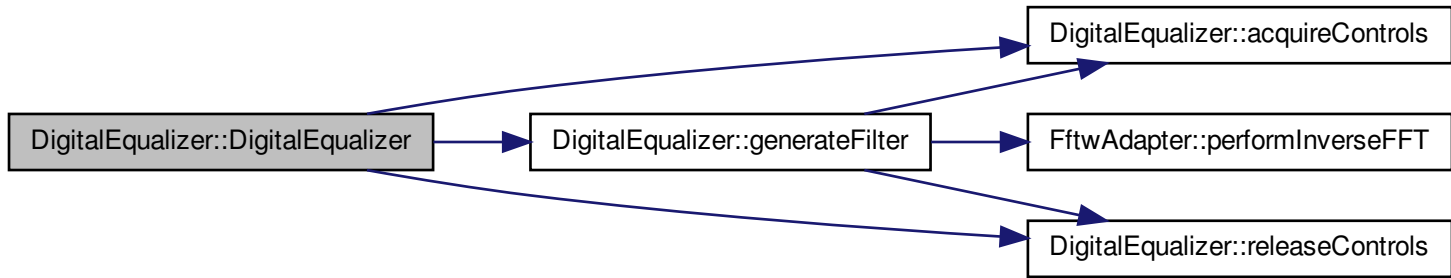 DigitalEqualizer::acquireControls
DigitalEqualizer::DigitalEqualizer
DigitalEqualizer::generateFilter
FftwAdapter::performInverseFFT
DigitalEqualizer::releaseControls